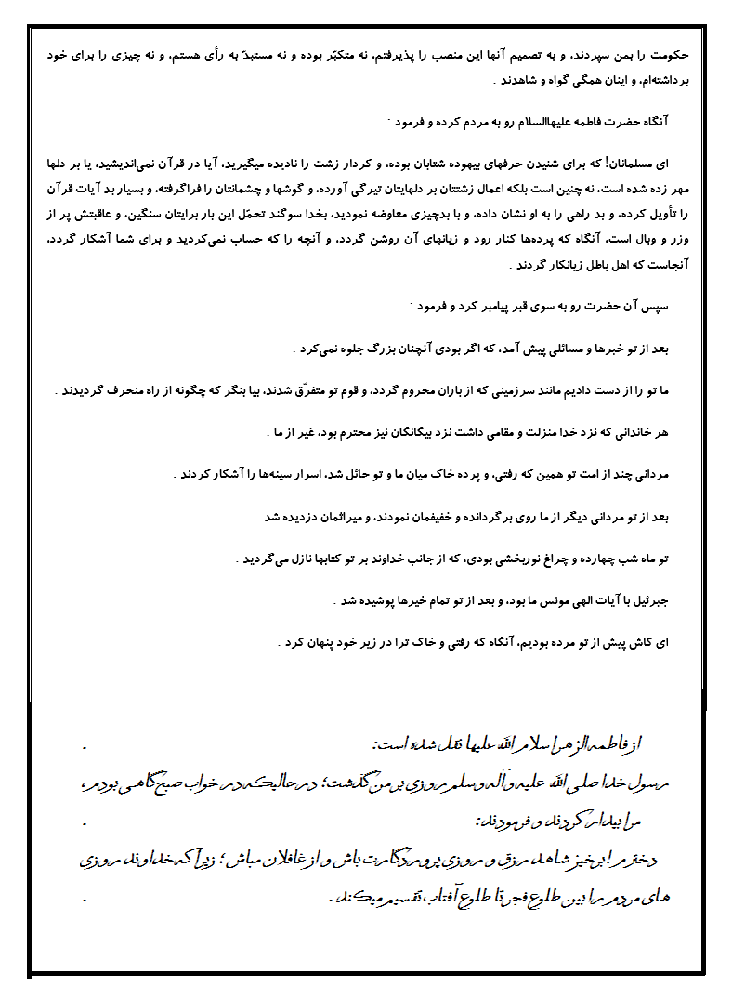 حکومت را بمن سپردند، و به تصمیم آنها این منصب را پذیرفتم، نه متکبّر بوده و نه مستبدّ به رأی هستم، و نه چیزی را برای خود
برداشته‌ام، و اینان همگی گواه و شاهدند .
آنگاه حضرت فاطمه علیهاالسلام رو به مردم کرده و فرمود :
ای مسلمانان! که برای شنیدن حرفهای بیهوده شتابان بوده، و کردار زشت را نادیده میگیرید، آیا در قرآن نمی‌اندیشید، یا بر دلها
مهر زده شده است، نه چنین است بلکه اعمال زشتتان بر دلهایتان تیرگی آورده، و گوشها و چشمانتان را فراگرفته، و بسیار بد آیات قرآن
را تأویل کرده، و بد راهی را به او نشان داده، و با بدچیزی معاوضه نمودید، بخدا سوگند تحمّل این بار برایتان سنگین، و عاقبتش پر از
وزر و وبال است، آنگاه که پرده‌ها کنار رود و زیانهای آن روشن گردد، و آنچه را که حساب نمی‌کردید و برای شما آشکار گردد،
آنجاست که اهل باطل زیانکار گردند .
سپس آن حضرت رو به سوی قبر پیامبر کرد و فرمود :
بعد از تو خبرها و مسائلی پیش آمد، که اگر بودی آنچنان بزرگ جلوه نمی‌کرد .
ما تو را از دست دادیم مانند سرزمینی که از باران محروم گردد، و قوم تو متفرّق شدند، بیا بنگر که چگونه از راه منحرف گردیدند .
هر خاندانی که نزد خدا منزلت و مقامی داشت نزد بیگانگان نیز محترم بود، غیر از ما .
مردانی چند از امت تو همین که رفتی، و پرده خاک میان ما و تو حائل شد، اسرار سینه‌ها را آشکار کردند .
بعد از تو مردانی دیگر از ما روی برگردانده و خفیفمان نمودند، و میراثمان دزدیده شد .
تو ماه شب چهارده و چراغ نوربخشی بودی، که از جانب خداوند بر تو کتابها نازل می‌گردید .
جبرئیل با آیات الهی مونس ما بود، و بعد از تو تمام خیرها پوشیده شد .
ای کاش پیش از تو مرده بودیم، آنگاه که رفتی و خاک ترا در زیر خود پنهان کرد .
از فاطمه الزهرا سلام الله علیها نقل شده است: .
رسول خدا صلی الله علیه و آله وسلم روزی بر من گذشت؛ در حالیکه در خواب صبح گاهی بودم،
مرا بیدار کردند و فرمودند: .
دخترم! برخیز شاهد رزق و روزی پروردگارت باش و از غافلان مباش؛ زیرا که خداوند روزی
های مردم را بین طلوع فجر تا طلوع آفتاب تقسیم میکند . .